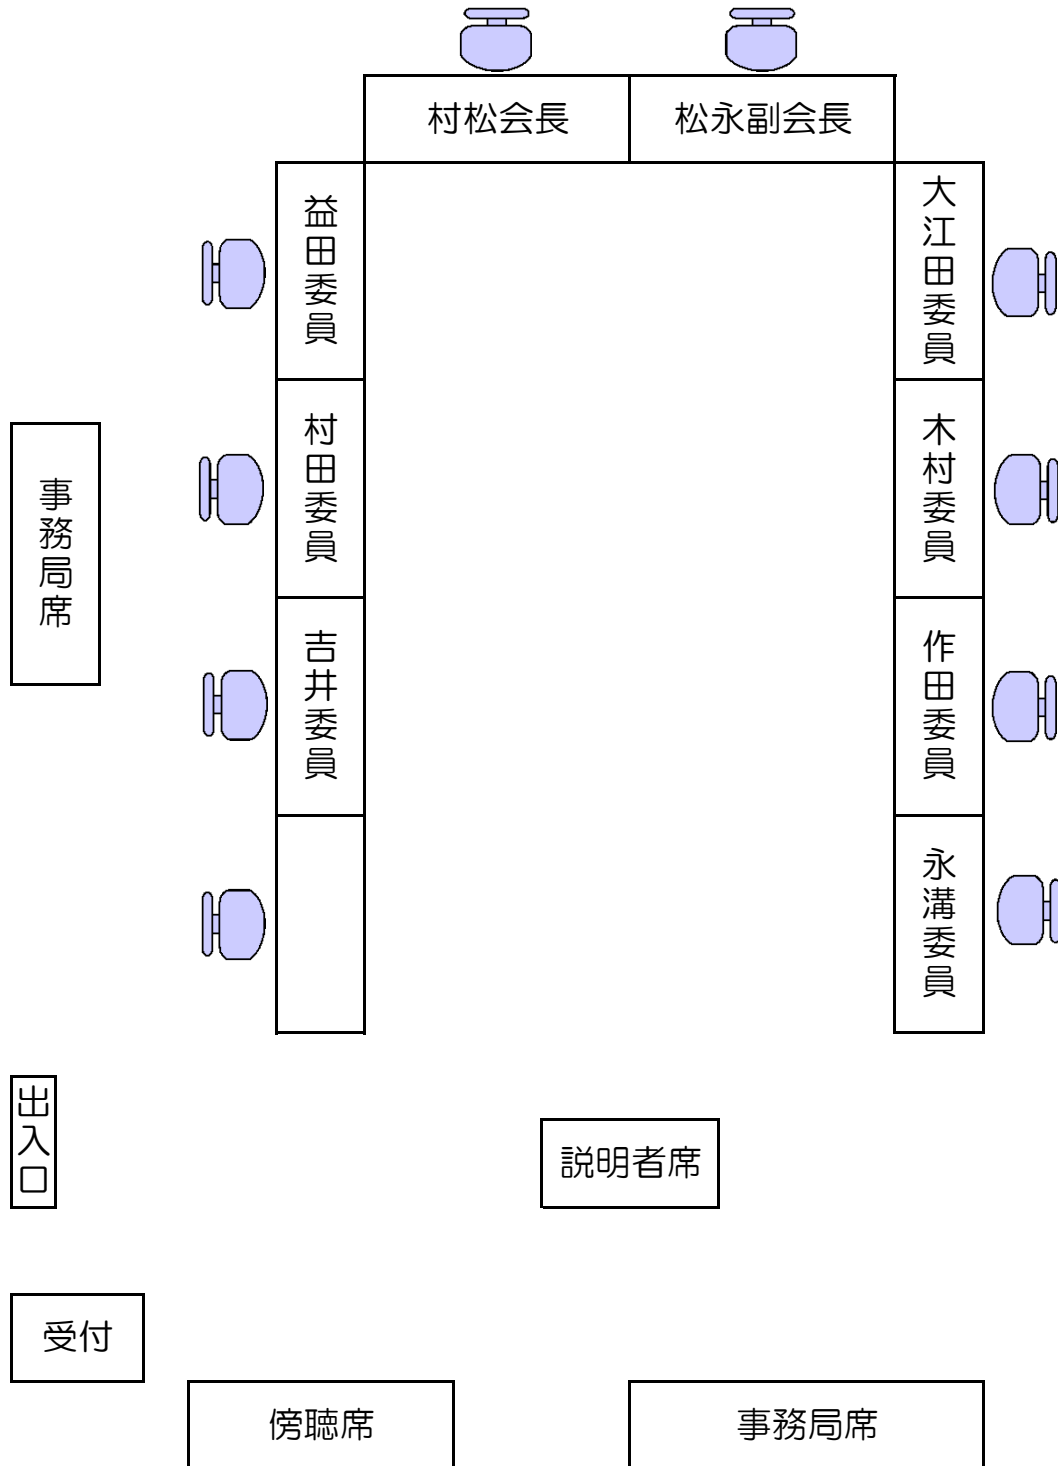 村松会長
松永副会長
益田委員
大江田委員
村田委員
木村委員
事務局席
吉井委員
作田委員
永溝委員
出入口
説明者席
受付
傍聴席
事務局席